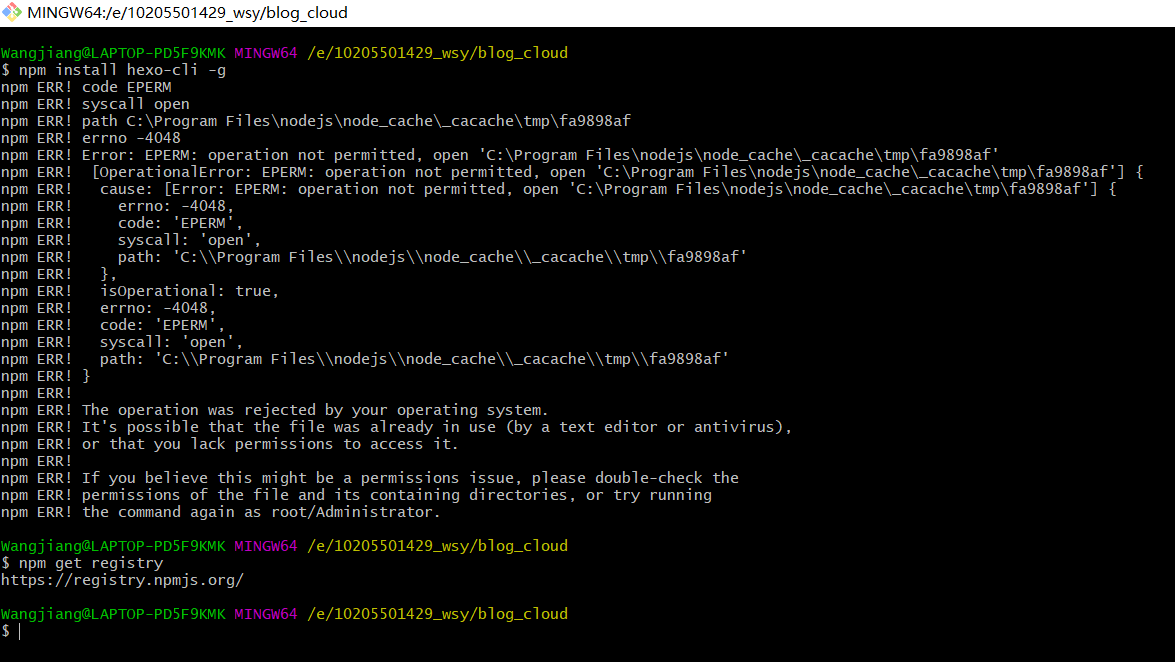 MINGW64:/e/10205501429_wsy/blog_cloud
Wangjiang@LAPTOP-PD5F9KMK MINGW64 /e/10205501429_wsy/blog_cloud
$ npm install hexo-cli -g
npm ERR! code EPERM
npm ERR! syscall open
npm ERR! path C:\Program Files\nodejs\node_cache\_cacache\tmp\fa9898af
npm ERR! errno -4048
npm ERR! Error: EPERM: operation not permitted, open 'C:\Program Files\nodejs\node_cache\_cacache\tmp\fa9898af'
npm ERR!  [OperationalError: EPERM: operation not permitted, open 'C:\Program Files\nodejs\node_cache\_cacache\tmp\fa9898af'] {
npm ERR!   cause: [Error: EPERM: operation not permitted, open 'C:\Program Files\nodejs\node_cache\_cacache\tmp\fa9898af'] {
npm ERR!     errno: -4048,
npm ERR!     code: 'EPERM',
npm ERR!     syscall: 'open',
npm ERR!     path: 'C:\\Program Files\\nodejs\\node_cache\\_cacache\\tmp\\fa9898af'
npm ERR!   },
npm ERR!   isOperational: true,
npm ERR!   errno: -4048,
npm ERR!   code: 'EPERM',
npm ERR!   syscall: 'open',
npm ERR!   path: 'C:\\Program Files\\nodejs\\node_cache\\_cacache\\tmp\\fa9898af'
npm ERR! }
npm ERR!
npm ERR! The operation was rejected by your operating system.
npm ERR! It's possible that the file was already in use (by a text editor or antivirus),
npm ERR! or that you lack permissions to access it.
npm ERR!
npm ERR! If you believe this might be a permissions issue, please double-check the
npm ERR! permissions of the file and its containing directories, or try running
npm ERR! the command again as root/Administrator.
Wangjiang@LAPTOP-PD5F9KMK MINGW64 /e/10205501429_wsy/blog_cloud
$ npm get registry
https://registry.npmjs.org/
Wangjiang@LAPTOP-PD5F9KMK MINGW64 /e/10205501429_wsy/blog_cloud
$